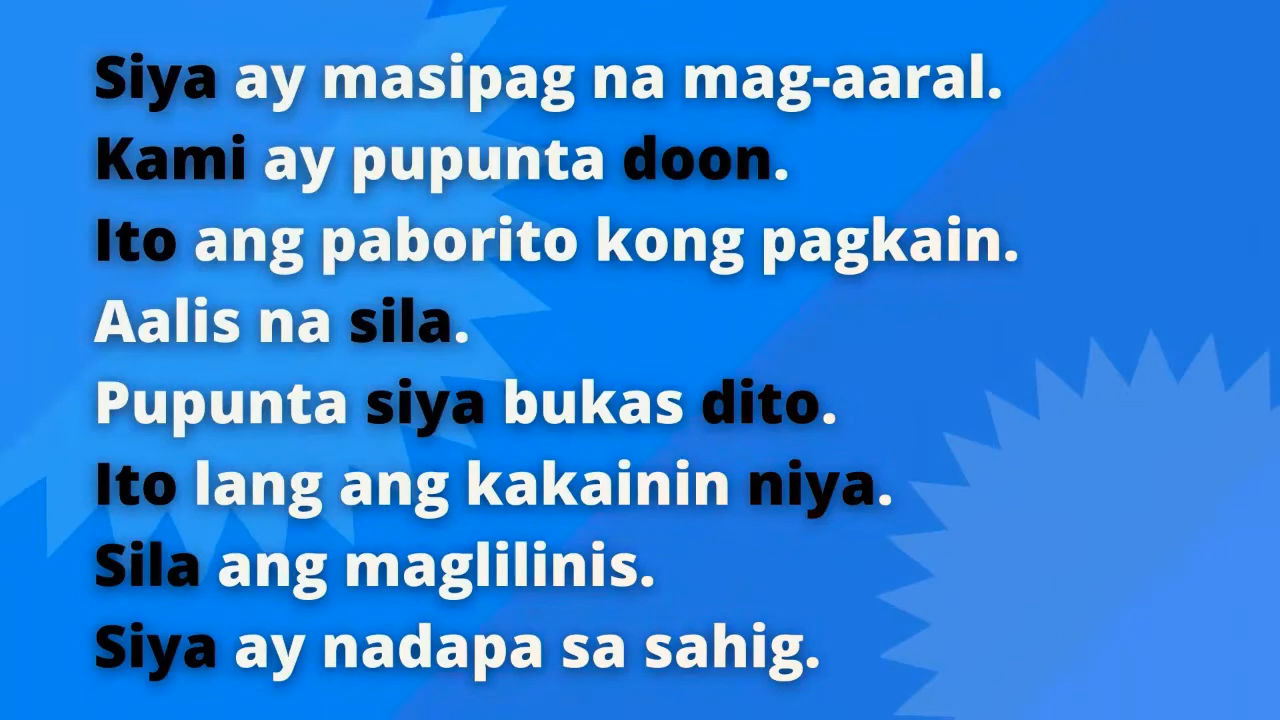 Siya ay masipag na mag-aaral.
Kami ay pupunta doon.
Ito ang paborito kong pagkain.
Aalis na sila.
Pupunta siya bukas dito.
Ito lang ang kakainin niya.
Sila ang maglilinis.
Siya ay nadapa sa sahig.